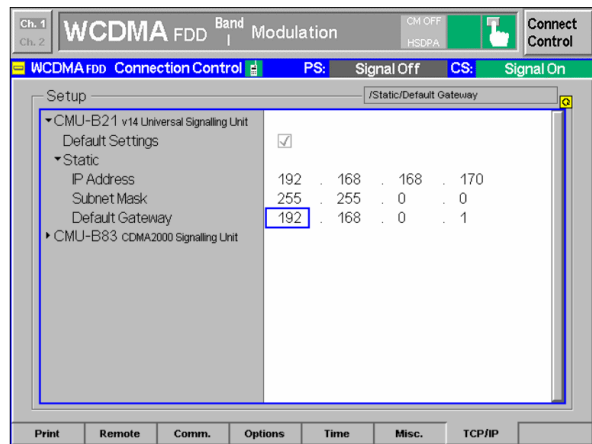 Ch. 1
Ch. 2
WCDMA FDD Band I Modulation
CM OFF
HSDPA
Connect Control
WCDMA FDD Connection Control PS: Signal Off CS: Signal On
Setup /Static/Default Gateway
CMU-B21 v14 Universal Signalling Unit
Default Settings
Static
IP Address 192 . 168 . 168 . 170
Subnet Mask 255 . 255 . 0 . 0
Default Gateway 192 . 168 . 0 . 1
CMU-B83 CDMA2000 Signalling Unit
Print Remote Comm. Options Time Misc. TCP/IP